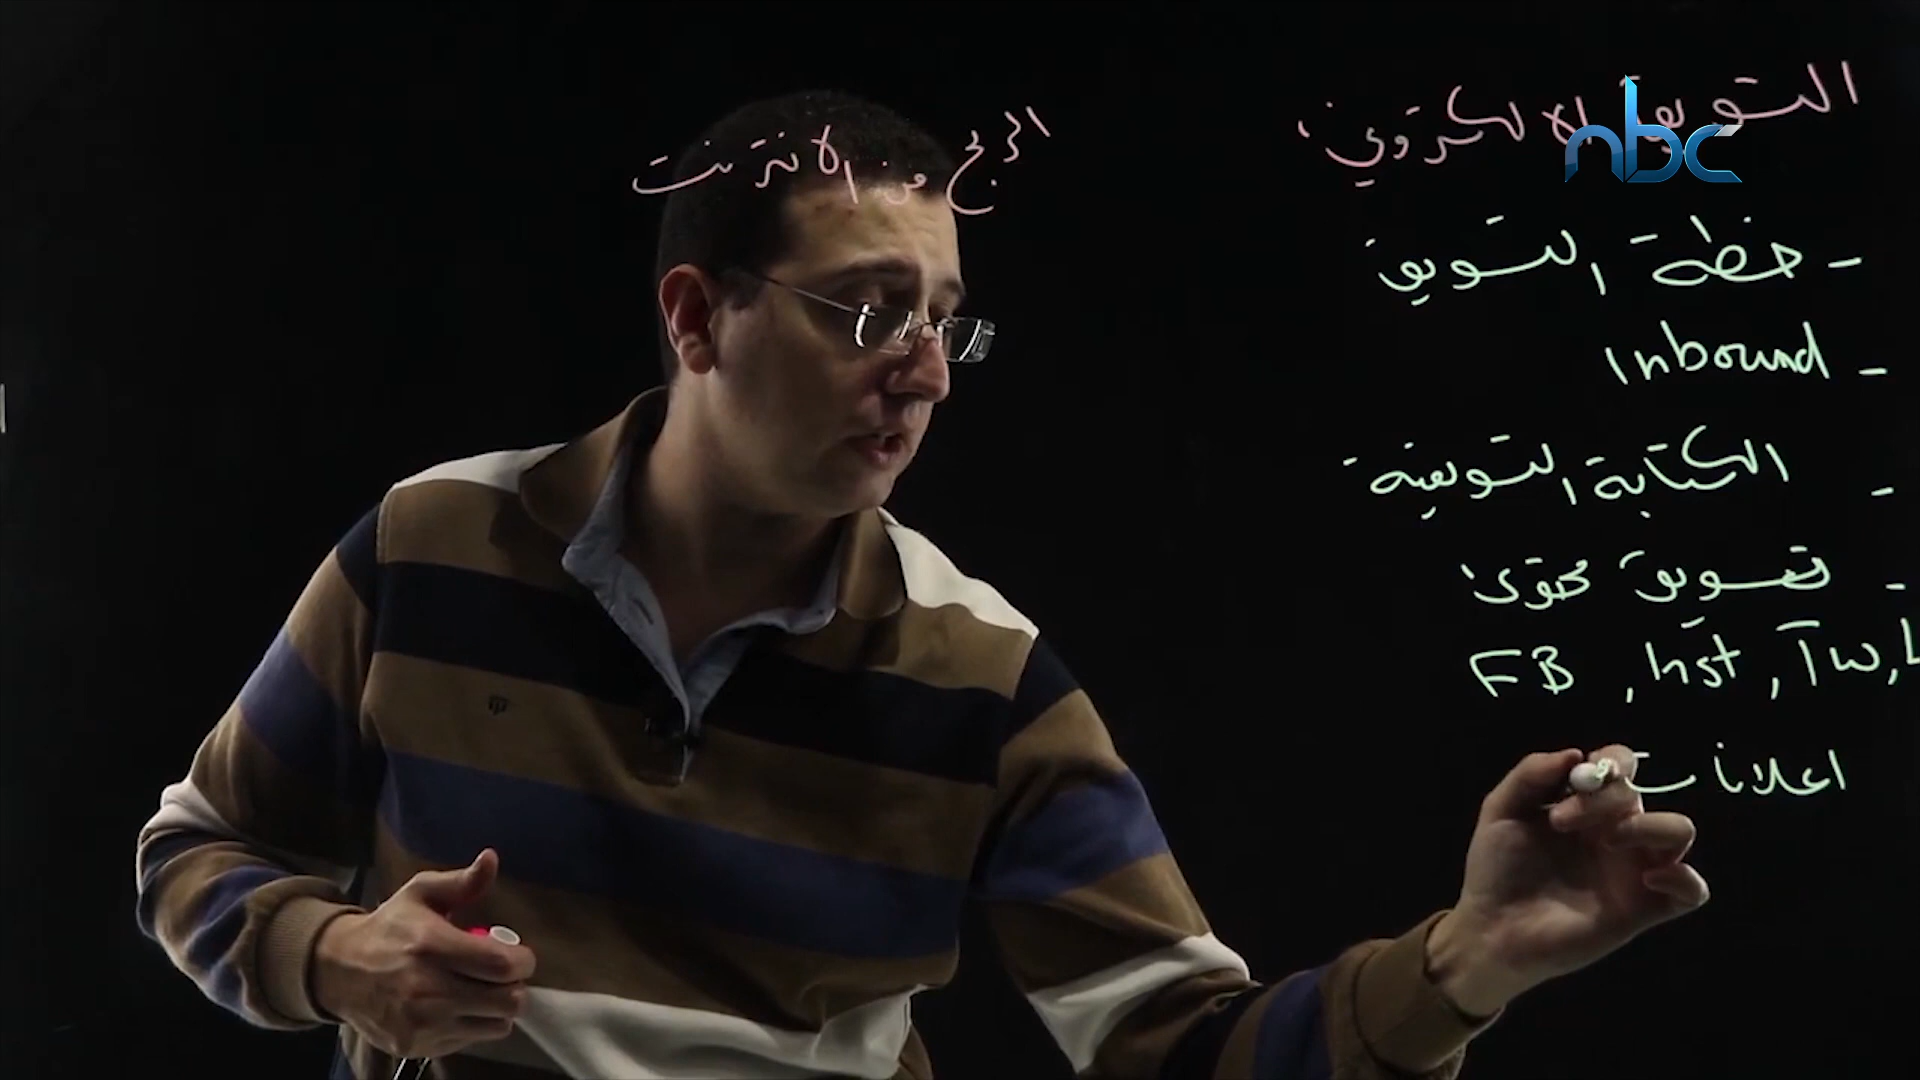 التسويق الالكتروني
nbc
الربح من الانترنت
- خطة التسويق
- Inbound
- الكتابة التسويقية
- تسويق محتوى
FB , Inst , Tw, L
اعلانات